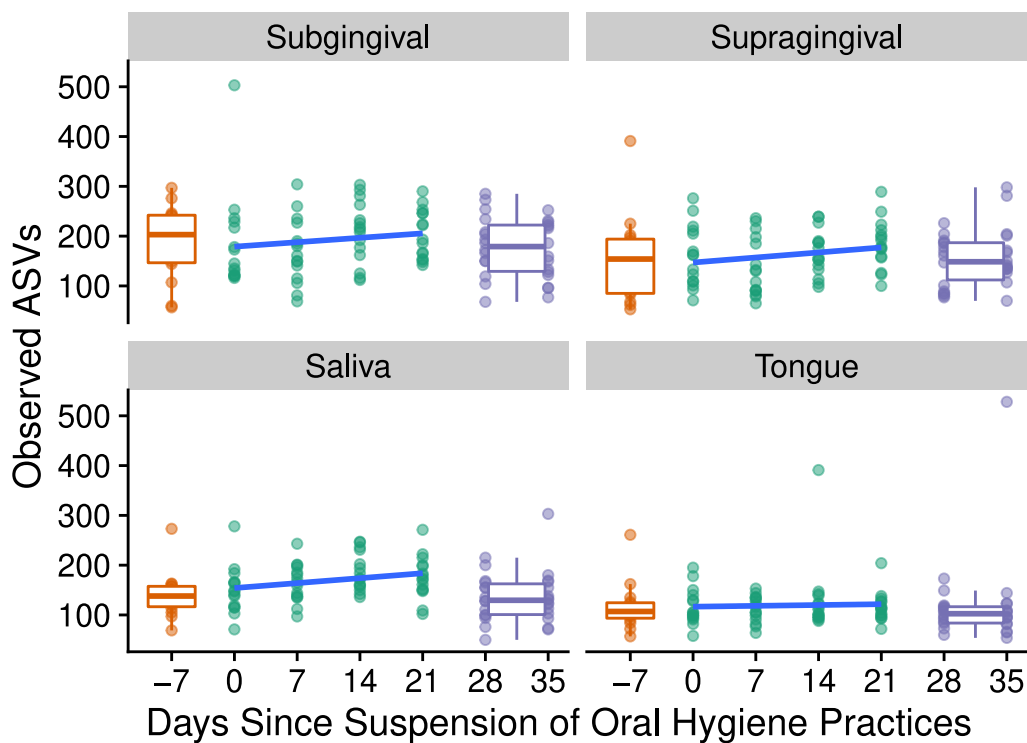 Subgingival Supragingival
500
400
300
200
100
Saliva Tongue
500
400
300
200
100
Observed ASVs
−7 0 7 14 21 28 35 −7 0 7 14 21 28 35
Days Since Suspension of Oral Hygiene Practices